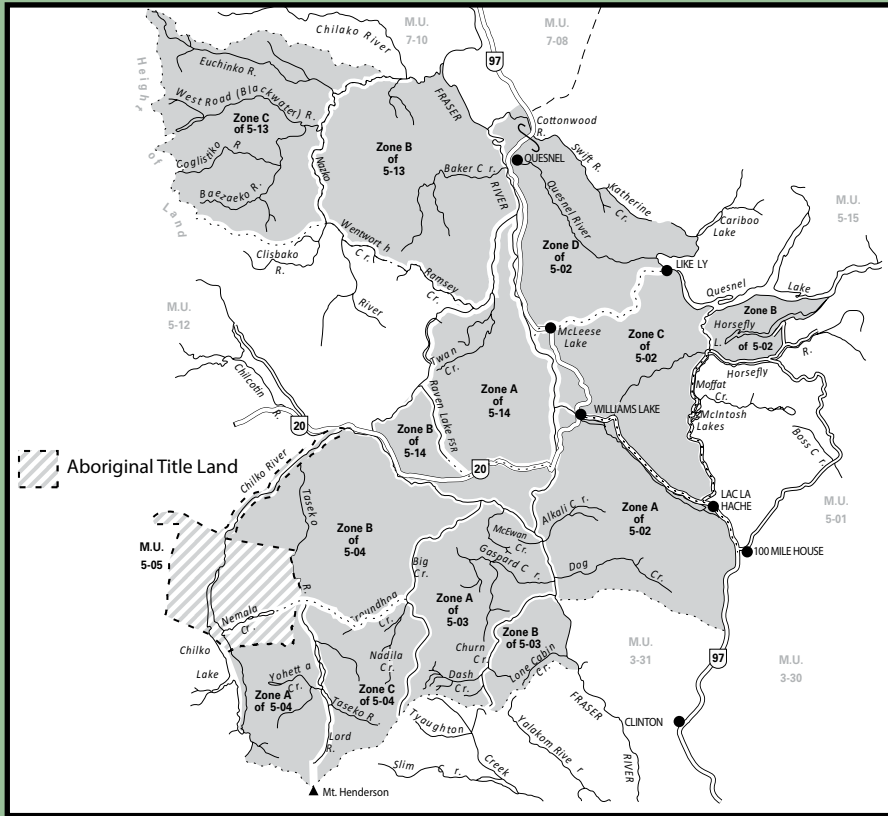 M.U.
7-10
M.U.
7-08
Chilako River
97
Height
of
Land
Euchinko R.
West Road (Blackwater) R.
Zone C
of 5-13
Coglistiko R
Baezaeko R.
Nazko
Zone B
of
5-13
FRASER
RIVER
Baker C r.
Cottonwood
R.
QUESNEL
Swift R.
Katherine
Cr.
Quesnel River
Cariboo
Lake
M.U.
5-15
Zone D
of
5-02
LIKE LY
Quesnel
Lake
Clisbako
R.
Wentwort h
C r.
Ramsey
Cr.
River
M.U.
5-12
McLeese
Lake
Zone C
of
5-02
Zone B
Horsefly
L.
of 5-02
R.
Horsefly
Moffat
Cr.
McIntosh
Lakes
Boss C r.
Twan
Cr.
Raven Lake FSR
Zone A
of
5-14
Chilcotin
R.
20
Zone B
of
5-14
20
WILLIAMS LAKE
Aboriginal Title Land
Chilko River
Taseko
R.
LAC LA
HACHE
M.U.
5-01
Zone B
of
5-04
Zone A
of
5-02
Alkali C r.
McEwan
Cr.
Gaspard C r.
Dog
Cr.
100 MILE HOUSE
M.U.
5-05
Big
Cr.
Zone A
of
5-03
Nemaia
Cr.
Cr.
Zone B
of 5-03
M.U.
3-31
97
M.U.
3-30
Chilko
Lake
Nadila
Cr.
Churn
Cr.
Lone Cabin
Cr.
Yohett a
Cr.
Zone A
of 5-04
Zone C
of 5-04
Dash
Cr.
Taseko R.
Lord
R.
Tyaughton
Creek
Yalakom Rive r
FRASER
RIVER
CLINTON
Slim C r.
Mt. Henderson